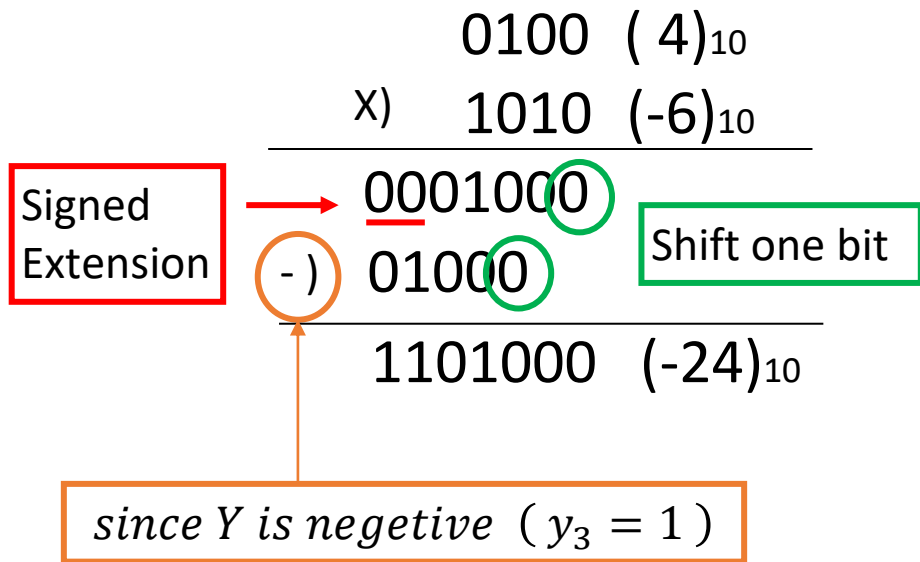 0100 ( 4)10
X) 1010 (-6)10
Signed
Extension
0001000
Shift one bit
- ) 01000
1101000 (-24)10
since Y is negetive ( y3 = 1 )